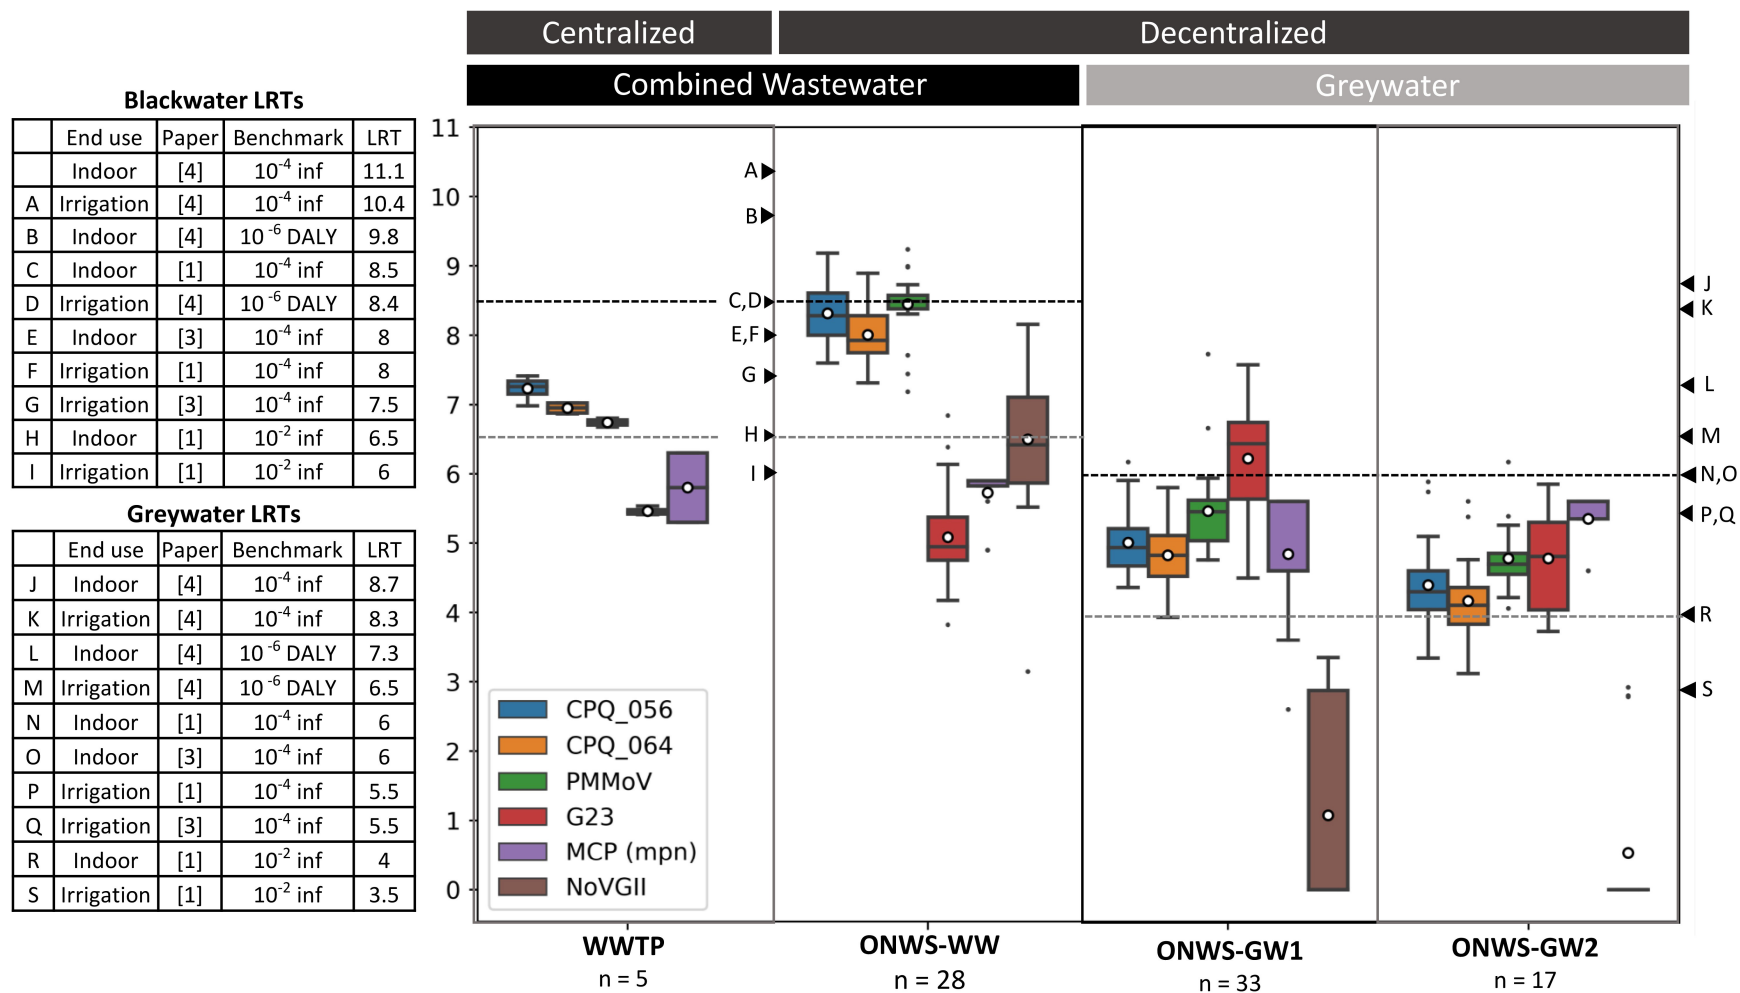 Centralized
Decentralized
Combined Wastewater
Greywater
Blackwater LRTs
End use Paper Benchmark LRT
Indoor [4] 10-4 inf 11.1
A Irrigation [4] 10-4 inf 10.4
B Indoor [4] 10-6 DALY 9.8
C Indoor [1] 10-4 inf 8.5
D Irrigation [4] 10-6 DALY 8.4
E Indoor [3] 10-4 inf 8
F Irrigation [1] 10-4 inf 8
G Irrigation [3] 10-4 inf 7.5
H Indoor [1] 10-2 inf 6.5
I Irrigation [1] 10-2 inf 6
Greywater LRTs
End use Paper Benchmark LRT
J Indoor [4] 10-4 inf 8.7
K Irrigation [4] 10-4 inf 8.3
L Indoor [4] 10-6 DALY 7.3
M Irrigation [4] 10-6 DALY 6.5
N Indoor [1] 10-4 inf 6
O Indoor [3] 10-4 inf 6
P Irrigation [1] 10-4 inf 5.5
Q Irrigation [3] 10-4 inf 5.5
R Indoor [1] 10-2 inf 4
S Irrigation [1] 10-2 inf 3.5
11
10
9
8
7
6
5
4
3
2
1
0
A
B
C,D
E,F
G
H
I
J
K
L
M
N,O
P,Q
R
S
CPQ_056
CPQ_064
PMMoV
G23
MCP (mpn)
NoVGII
WWTP
n = 5
ONWS-WW
n = 28
ONWS-GW1
n = 33
ONWS-GW2
n = 17